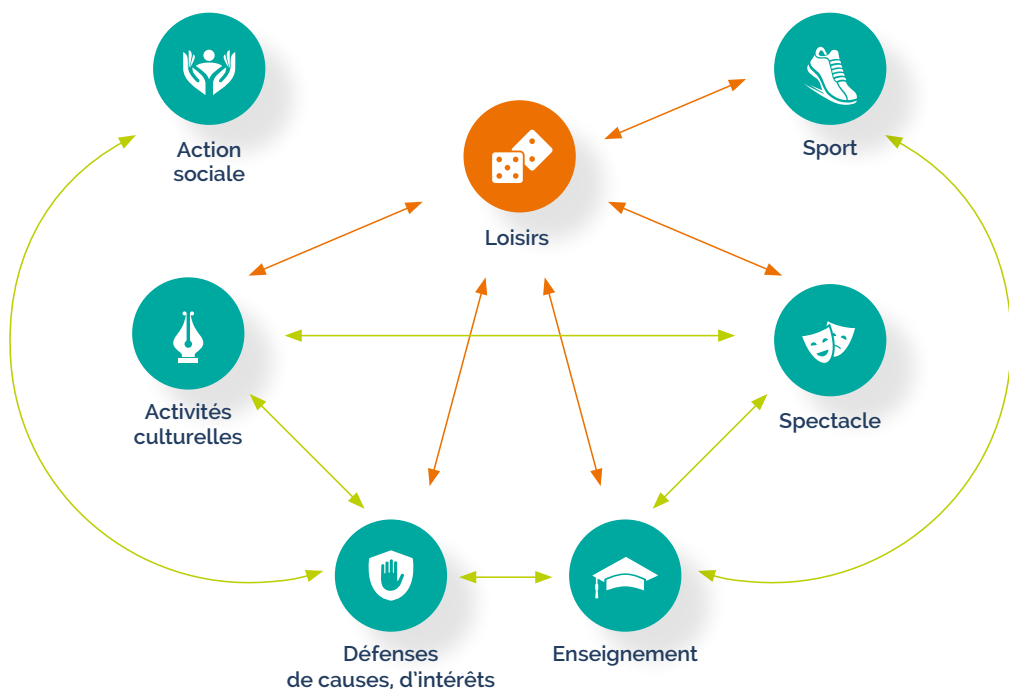 Action
sociale
Sport
Loisirs
Activités
culturelles
Spectacle
Défenses
de causes, d'intérêts
Enseignement